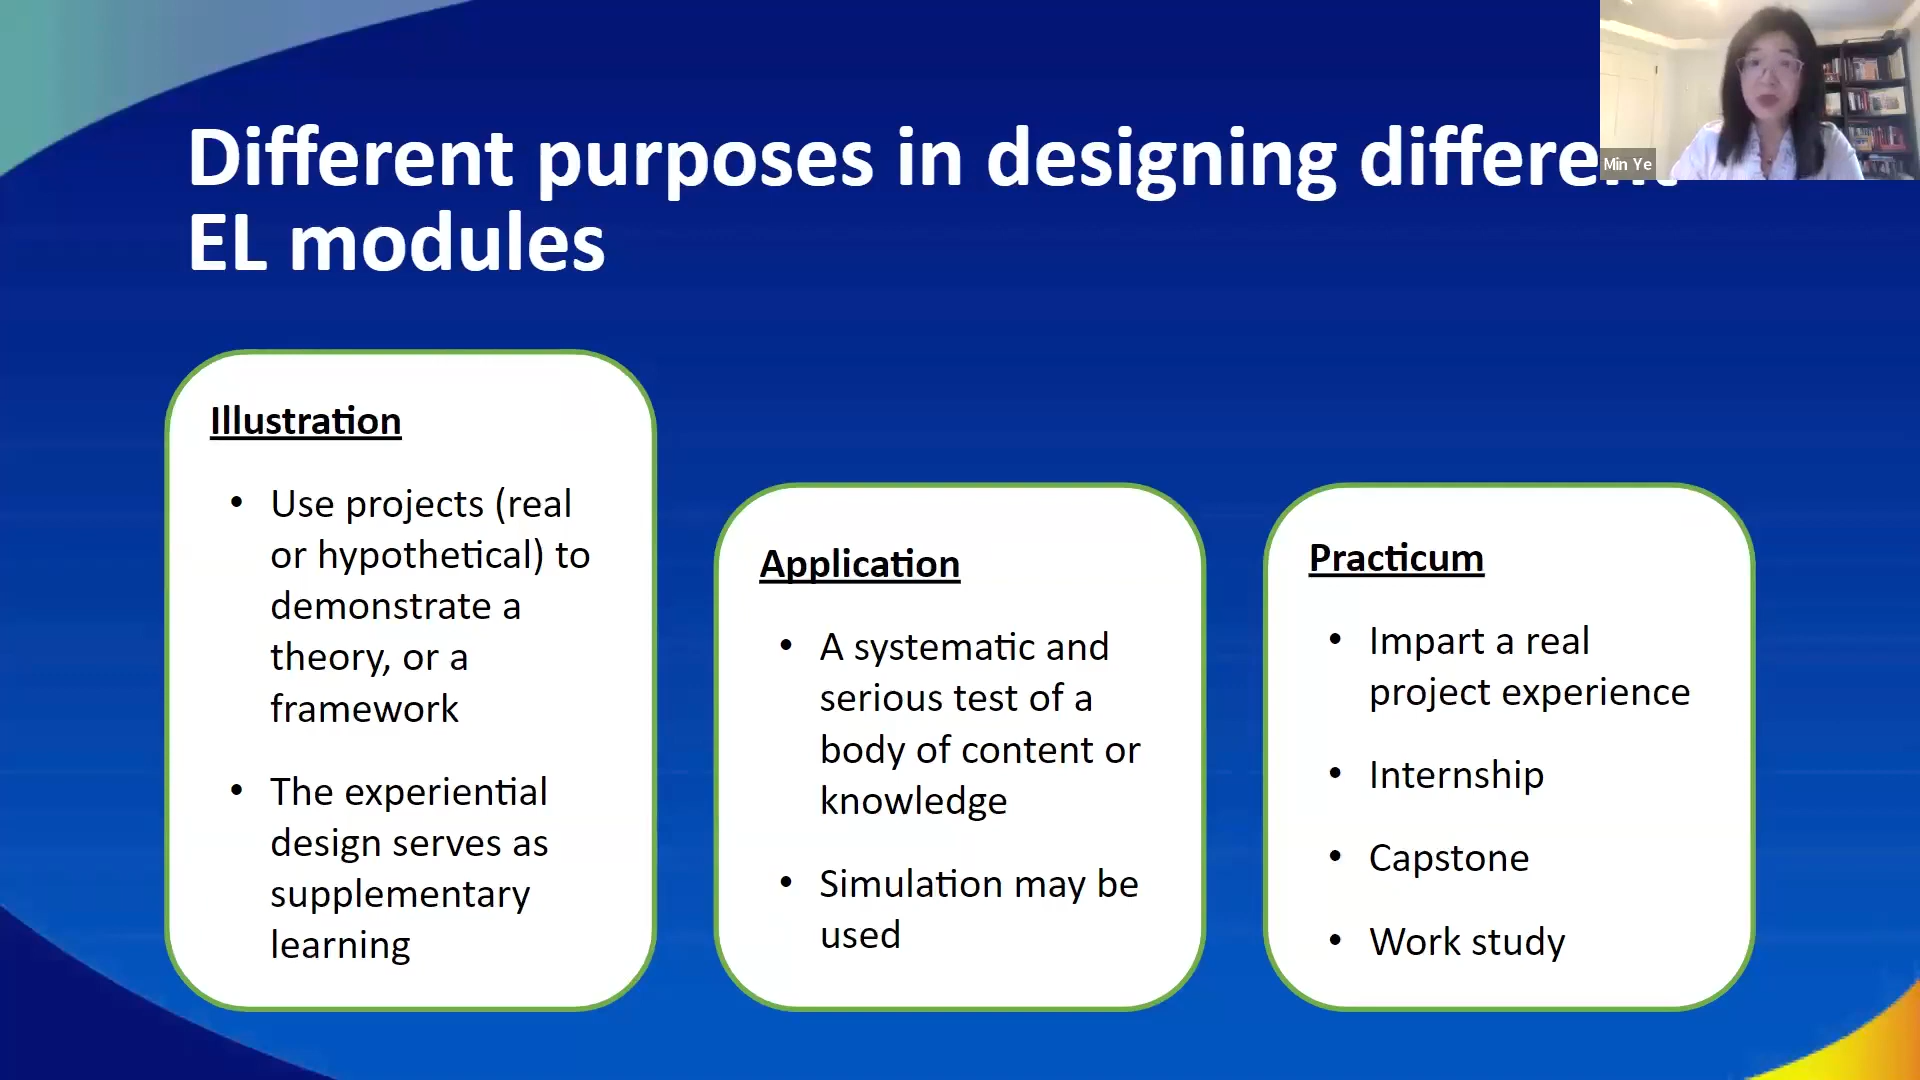 Different purposes in designing different
EL modules
Min Ye
Illustration
• Use projects (real
or hypothetical) to
demonstrate a
theory, or a
framework
• The experiential
design serves as
supplementary
learning
Application
• A systematic and
serious test of a
body of content or
knowledge
• Simulation may be
used
Practicum
• Impart a real
project experience
• Internship
• Capstone
• Work study